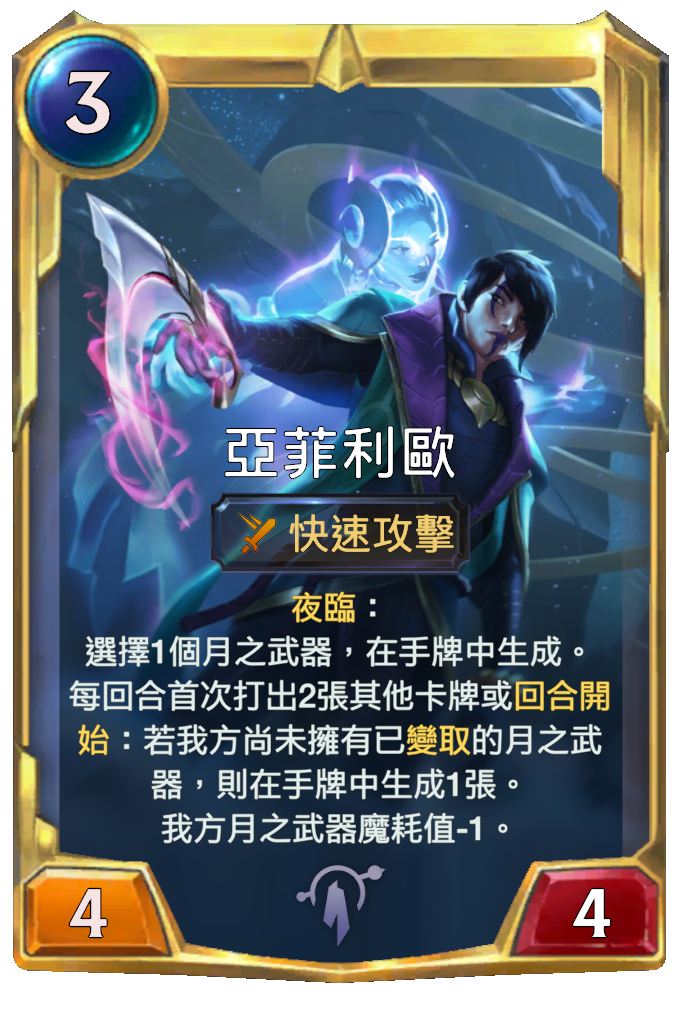 3
亞菲利歐
快速攻擊
夜臨：
選擇1個月之武器，在手牌中生成。
每回合首次打出2張其他卡牌或回合開
始：若我方尚未擁有已變取的月之武
器，則在手牌中生成1張。
我方月之武器魔耗值-1。
4
4